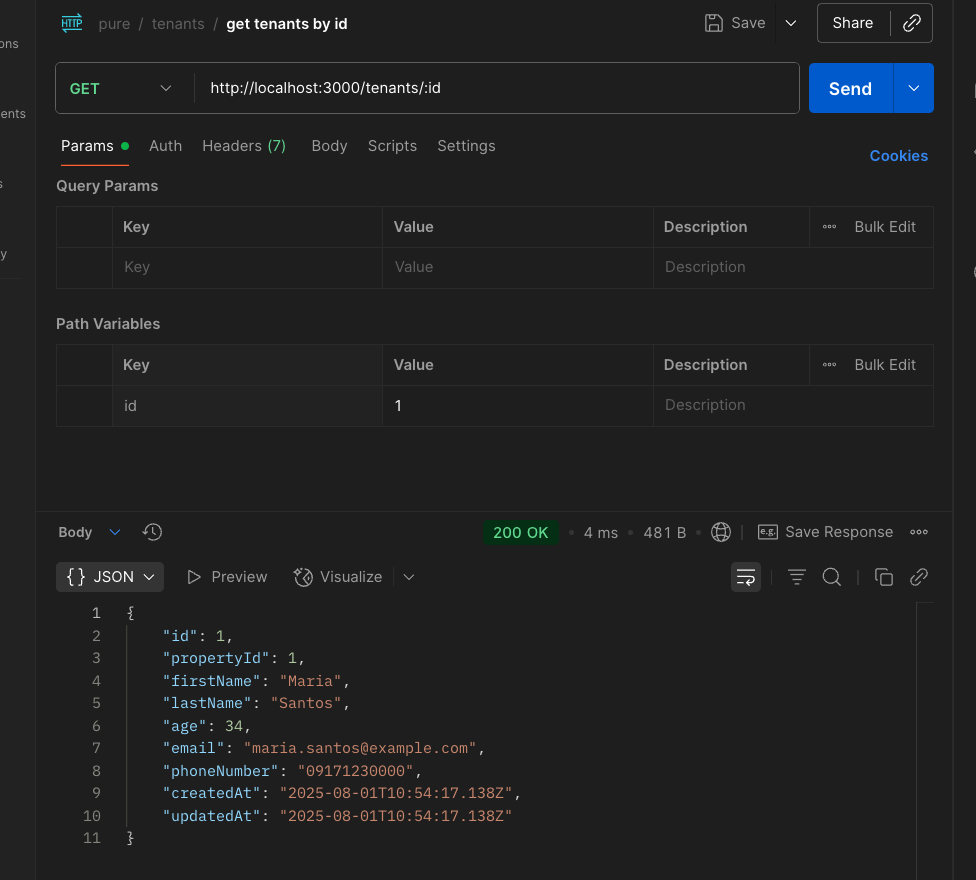 HTTP pure / tenants / get tenants by id Save Share
ons
GET http://localhost:3000/tenants/:id Send
ents
Params Auth Headers (7) Body Scripts Settings Cookies
s
Query Params
Key Value Description Bulk Edit
y
Key Value Description
Path Variables
Key Value Description Bulk Edit
id 1 Description
Body 200 OK 4 ms 481 B e.g. Save Response
{} JSON Preview Visualize
1 {
2 "id": 1,
3 "propertyId": 1,
4 "firstName": "Maria",
5 "lastName": "Santos",
6 "age": 34,
7 "email": "maria.santos@example.com",
8 "phoneNumber": "09171230000",
9 "createdAt": "2025-08-01T10:54:17.138Z",
10 "updatedAt": "2025-08-01T10:54:17.138Z"
11 }